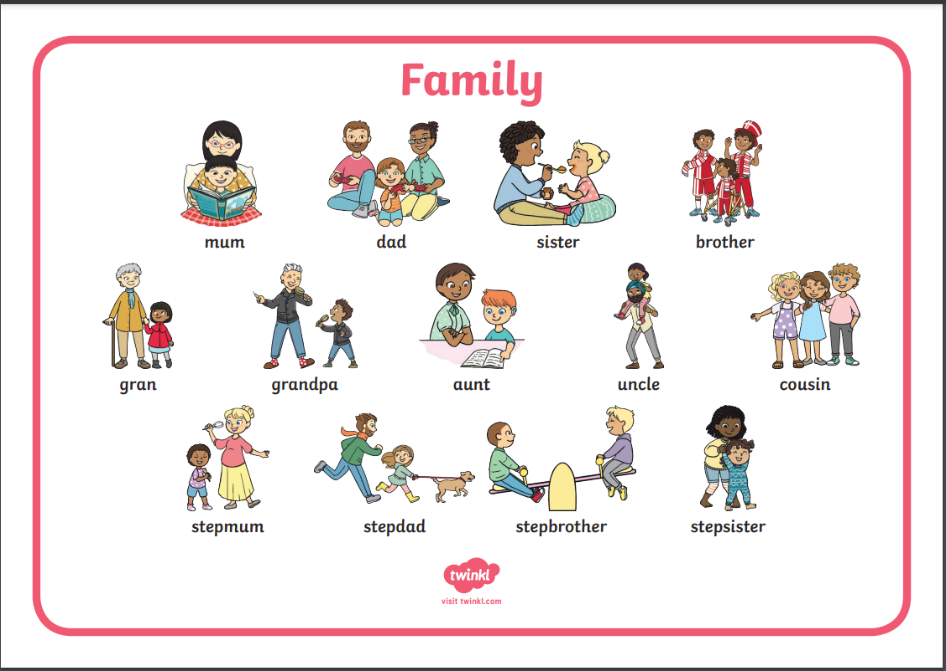 Family
mum dad sister brother
gran grandpa aunt uncle cousin
stepmum stepdad stepbrother stepsister
twinkl
visit twinkl.com